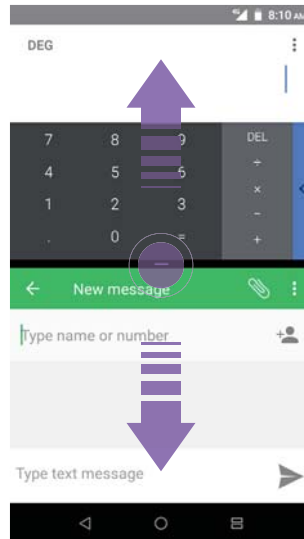 8:10 AM
DEG
7 8 9 DEL
÷
4 5 6
×
1 2 3
−
. 0 = +
New message
Type name or number
Type text message